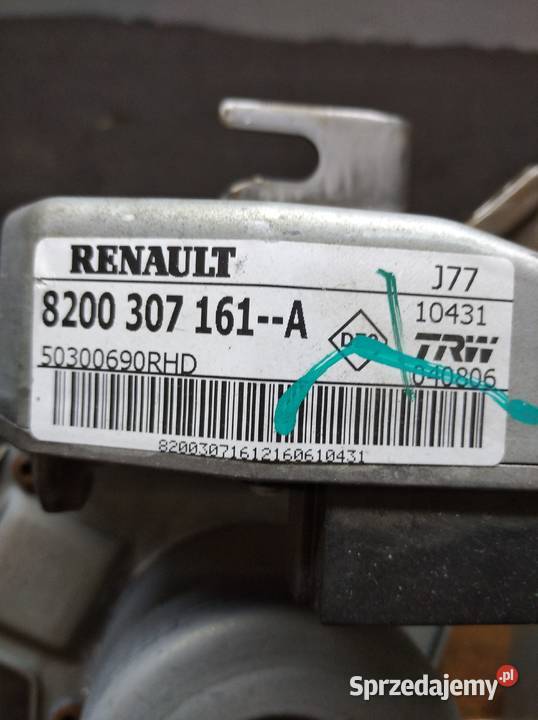 RENAULT J77
8200 307 161--A 10431
TRW
50300690RHD 040806
8200307161216061043​1
Sprzedajemy.pl